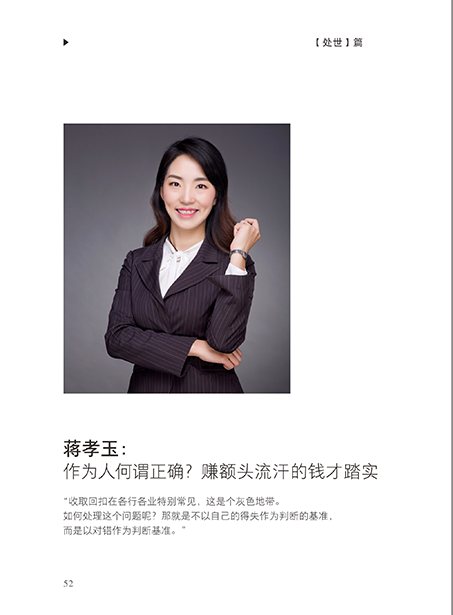 【处世】篇
蒋孝玉：
作为人何谓正确？赚额头流汗的钱才踏实
“收取回扣在各行各业特别常见，这是个灰色地带。
如何处理这个问题呢？那就是不以自己的得失作为判断的基准，
而是以对错作为判断基准。”
52